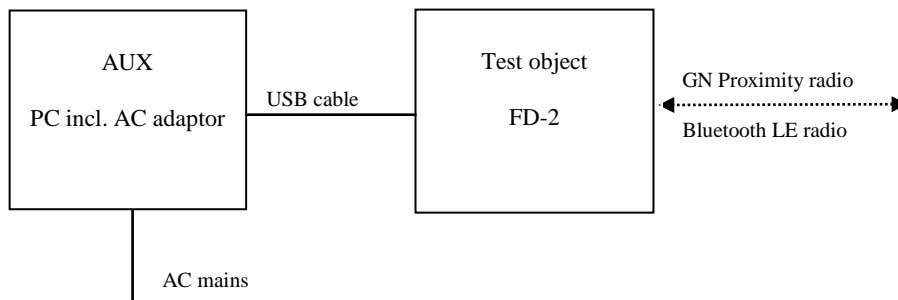 AUX
PC incl. AC adaptor
USB cable
Test object
FD-2
GN Proximity radio
Bluetooth LE radio
AC mains